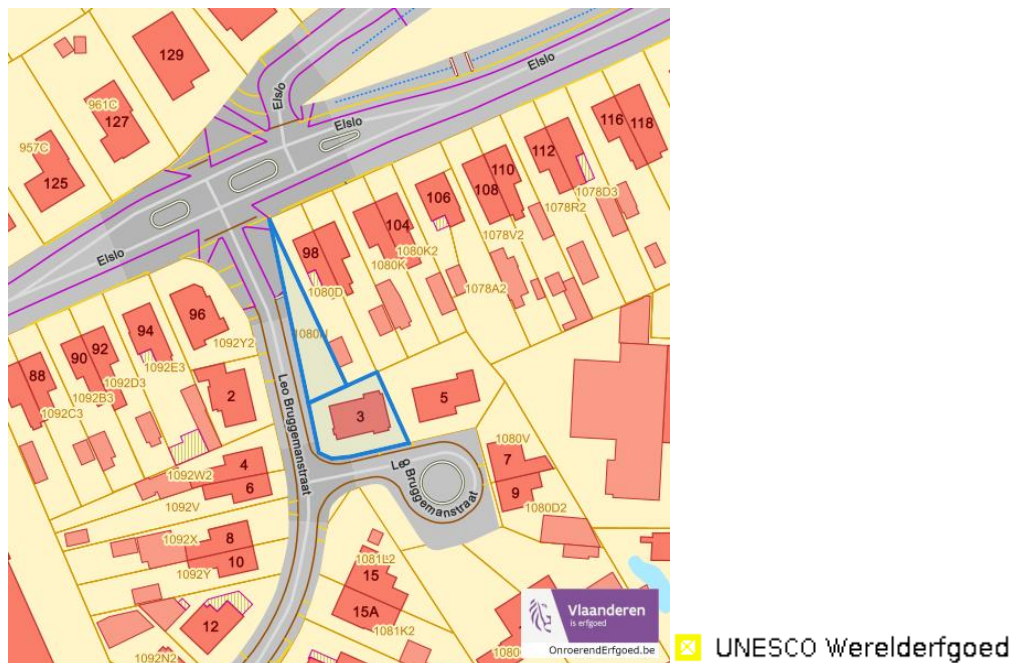 129
961C
127
957C
125
Elslo
Elslo
Elslo
Elslo
116
118
112
110
108
106
1078D3
1078R2
104
1078V2
1080K2
1080K
98
1078A2
1080D
96
94
1092Y2
92
90
1092E3
88
1092D3
1092B3
1092C3
2
3
5
Leo Bruggemanstraat
Leo Bruggemanstraat
1080V
7
9
1080D2
4
6
1092W2
1092V
8
10
1092X
1092Y
1081L2
15
15A
1081K2
12
1092N2
1080
Vlaanderen
is erfgoed
OnroerendErfgoed.be
UNESCO Werelderfgoed